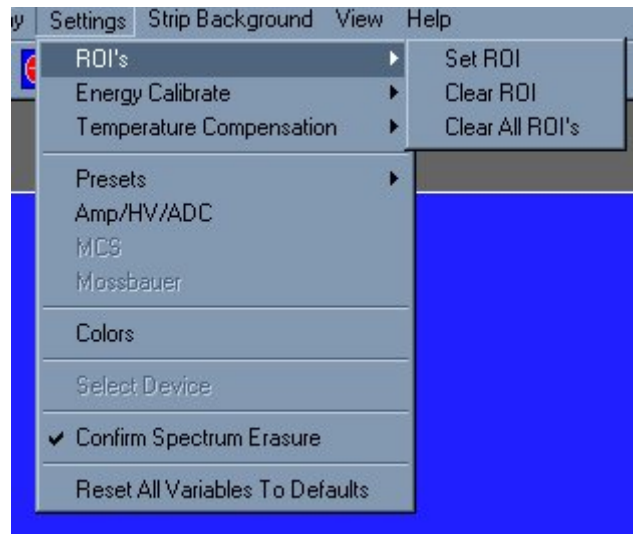 y Settings Strip Background View Help
ROI's
Energy Calibrate
Temperature Compensation
Presets
Amp/HV/ADC
MCS
Mossbauer
Colors
Select Device
Confirm Spectrum Erasure
Reset All Variables To Defaults
Set ROI
Clear ROI
Clear All ROI's